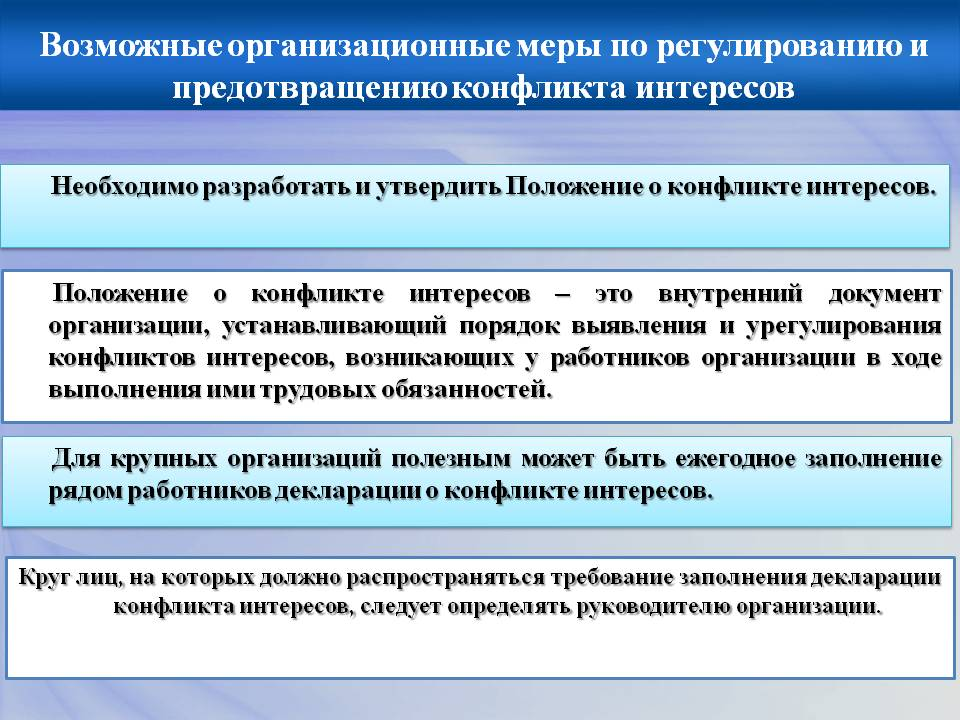 Возможные организационные меры по регулированию и
предотвращению конфликта интересов
Необходимо разработать и утвердить Положение о конфликте интересов.
Положение о конфликте интересов – это внутренний документ
организации, устанавливающий порядок выявления и урегулирования
конфликтов интересов, возникающих у работников организации в ходе
выполнения ими трудовых обязанностей.
Для крупных организаций полезным может быть ежегодное заполнение
рядом работников декларации о конфликте интересов.
Круг лиц, на которых должно распространяться требование заполнения декларации
конфликта интересов, следует определять руководителю организации.